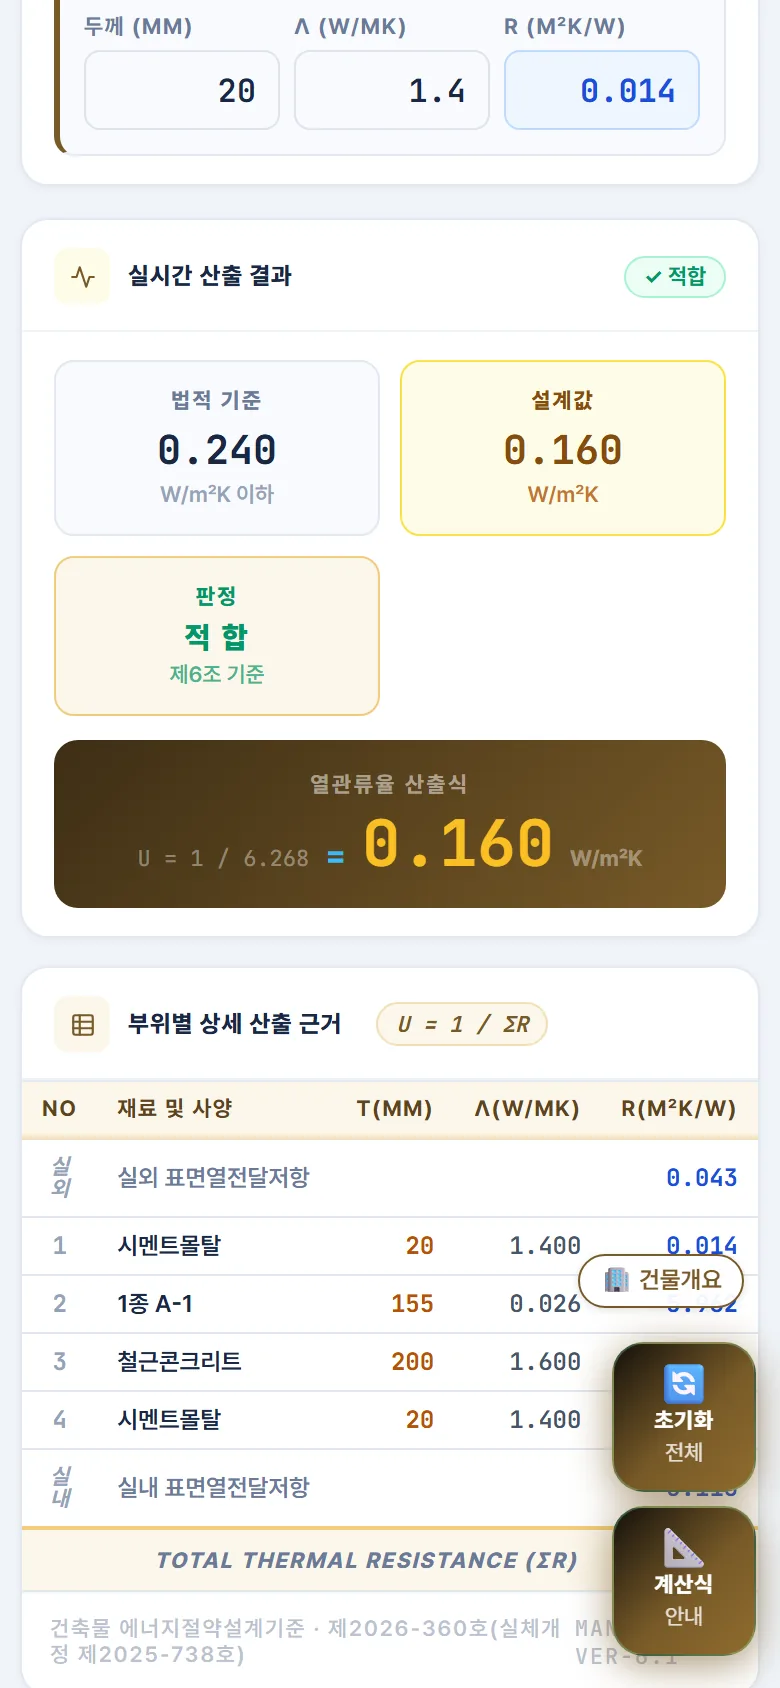 두께 (MM) Λ (W/MK) R (M²K/W)
20 1.4 0.014
실시간 산출 결과 ✓ 적합
법적 기준 설계값
0.240 0.160
W/m²K 이하 W/m²K
판정
적 합
제6조 기준
열관류율 산출식
U = 1 / 6.268 = 0.160 W/m²K
부위별 상세 산출 근거 U = 1 / ΣR
NO 재료 및 사양 T(MM) Λ(W/MK) R(M²K/W)
실외 실외 표면열전달저항 0.043
1 시멘트몰탈 20 1.400 0.014
건물개요
2 1종 A-1 155 0.026
3 철근콘크리트 200 1.600
초기화
전체
4 시멘트몰탈 20 1.400
실내 실내 표면열전달저항
TOTAL THERMAL RESISTANCE (ΣR)
계산식
안내
건축물 에너지절약설계기준 · 제2026-360호(실체개
정 제2025-738호)